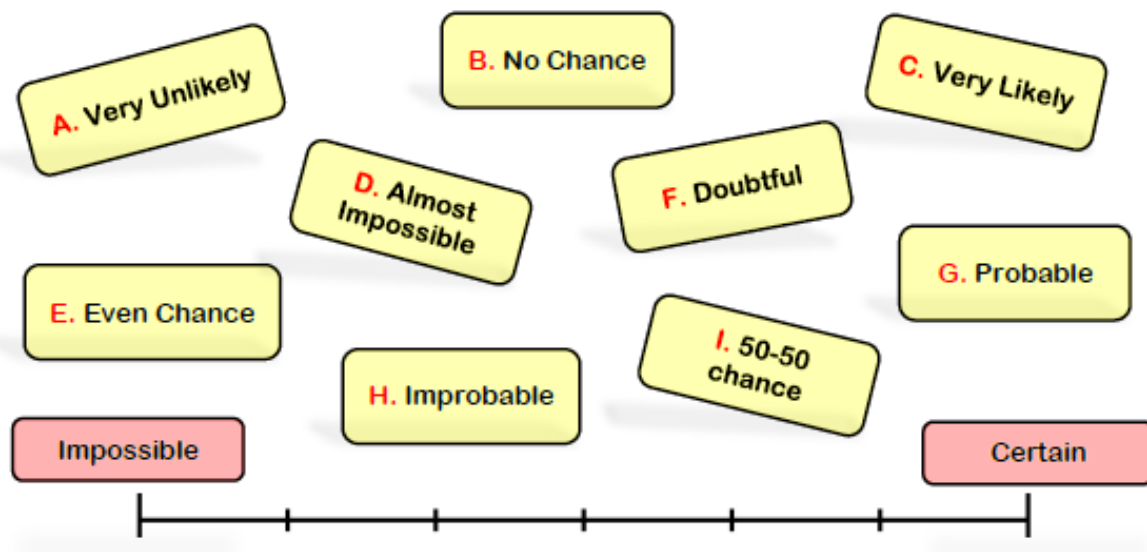 A. Very Unlikely
B. No Chance
C. Very Likely
D. Almost
Impossible
F. Doubtful
E. Even Chance
G. Probable
H. Improbable
I. 50-50
chance
Impossible
Certain